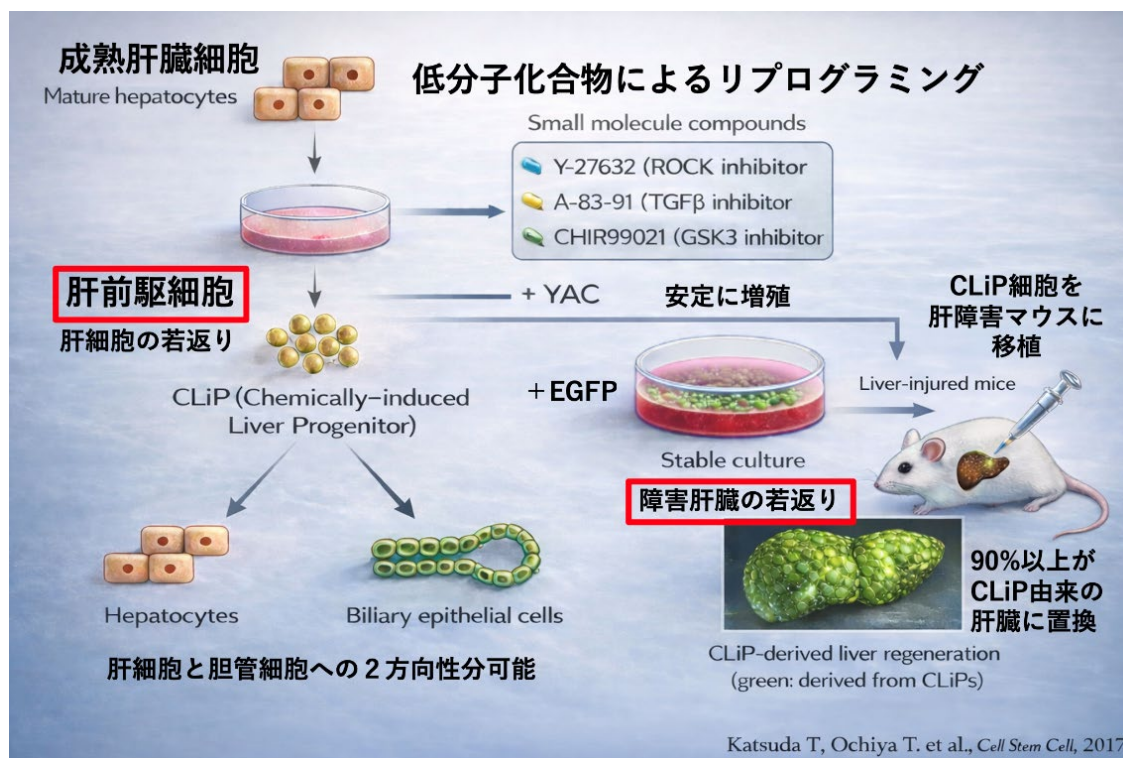 成熟肝臓細胞
Mature hepatocytes
低分子化合物によるリプログラミング
Small molecule compounds
Y-27632 (ROCK inhibitor
A-83-91 (TGFβ inhibitor
CHIR99021 (GSK3 inhibitor
肝前駆細胞
肝細胞の若返り
+ YAC
安定に増殖
CLiP細胞を
肝障害マウスに
移植
CLiP (Chemically-induced
Liver Progenitor)
+EGFP
Liver-injured mice
Stable culture
障害肝臓の若返り
90%以上が
CLiP由来の
肝臓に置換
Hepatocytes
Biliary epithelial cells
肝細胞と胆管細胞への２方向性分可能
CLiP-derived liver regeneration
(green: derived from CLiPs)
Katsuda T, Ochiya T. et al., Cell Stem Cell, 2017